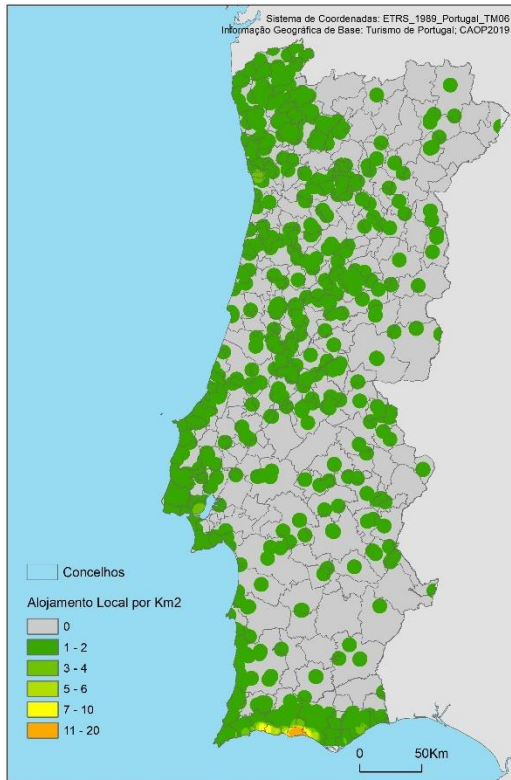 Sistema de Coordenadas: ETRS_1989_Portugal_TM06
Informação Geográfica de Base: Turismo de Portugal; CAOP2019
Concelhos
Alojamento Local por Km2
0
1 - 2
3 - 4
5 - 6
7 - 10
11 - 20
0 50Km